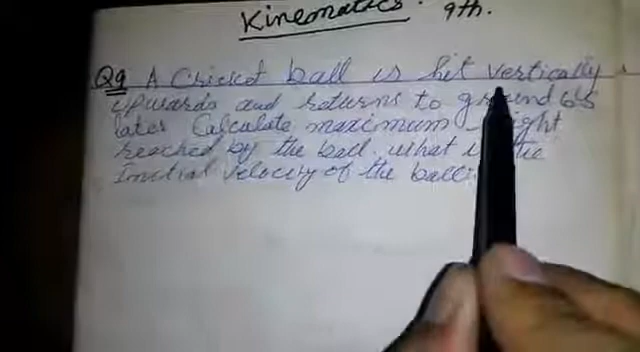 Kinematics. 9th.
Q9 A Cricket ball is hit vertically
upwards and returns to ground 6s
later Calculate maximum
reached by the ball. what is the
Initial velocity of the ball.